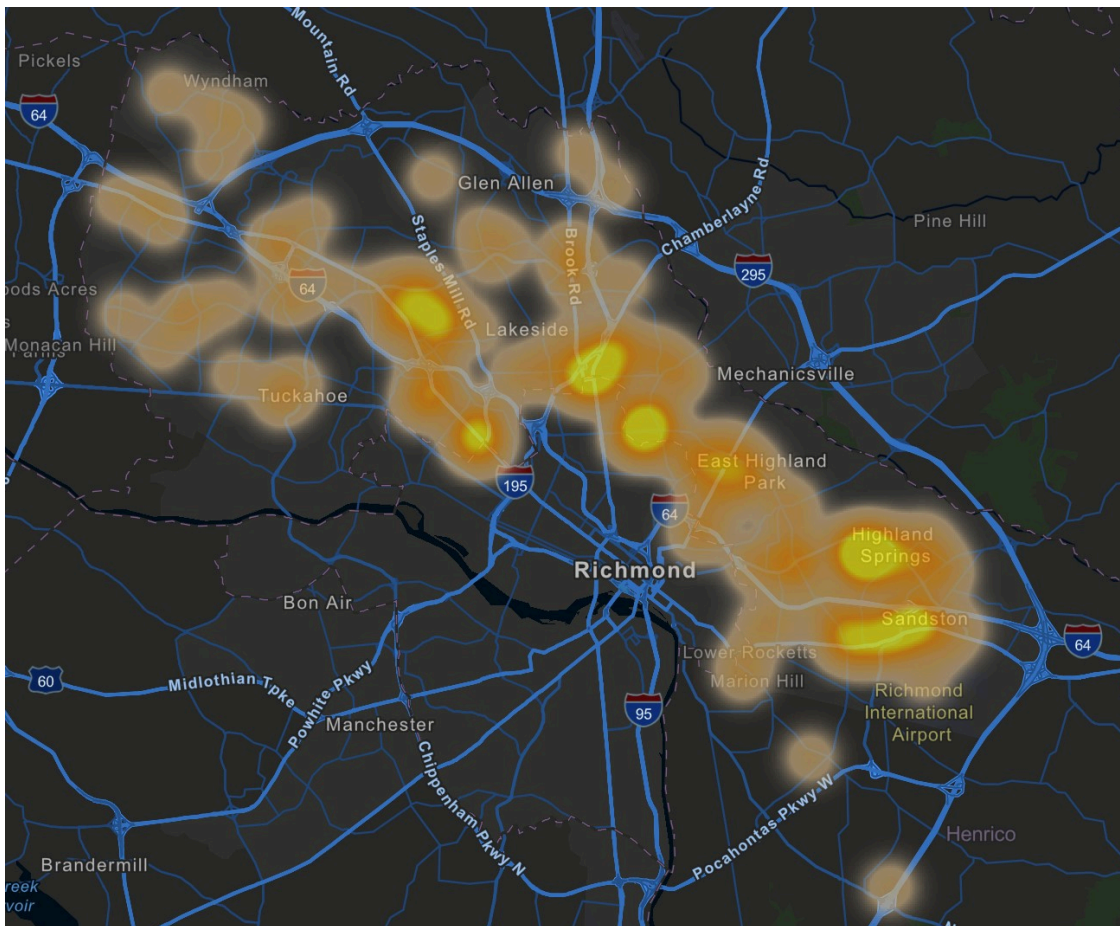 Pickels
Wyndham
Mountain Rd
64
Glen Allen
Staples Mill Rd
Brook Rd
Chamberlayne Rd
Pine Hill
295
64
oods Acres
s
Monacan Hill
Farms
Lakeside
Tuckahoe
Mechanicsville
195
East Highland
Park
64
Highland
Springs
Richmond
Bon Air
Sandston
64
60
Midlothian Tpke
Powhite Pkwy
Lower Rocketts
Marion Hill
Richmond
International
Airport
95
Manchester
Chippenham Pkwy N
Pocahontas Pkwy W
Henrico
Brandermill
reek
voir